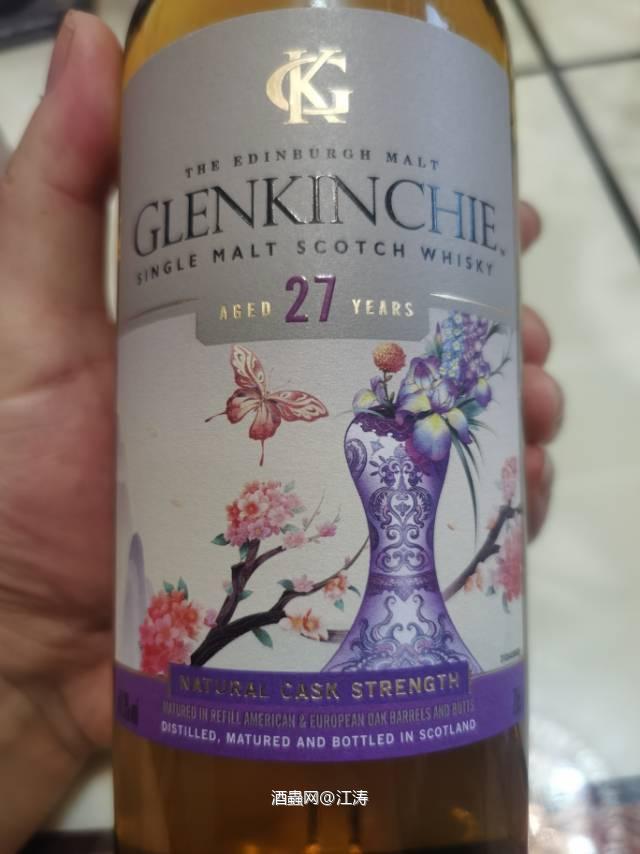 KG
THE EDINBURGH MALT
GLENKINCHIE
SINGLE MALT SCOTCH WHISKY
AGED 27 YEARS
NATURAL CASK STRENGTH
MATURED IN REFILL AMERICAN & EUROPEAN OAK BARRELS AND BUTTS
DISTILLED, MATURED AND BOTTLED IN SCOTLAND
酒蟲网@江涛